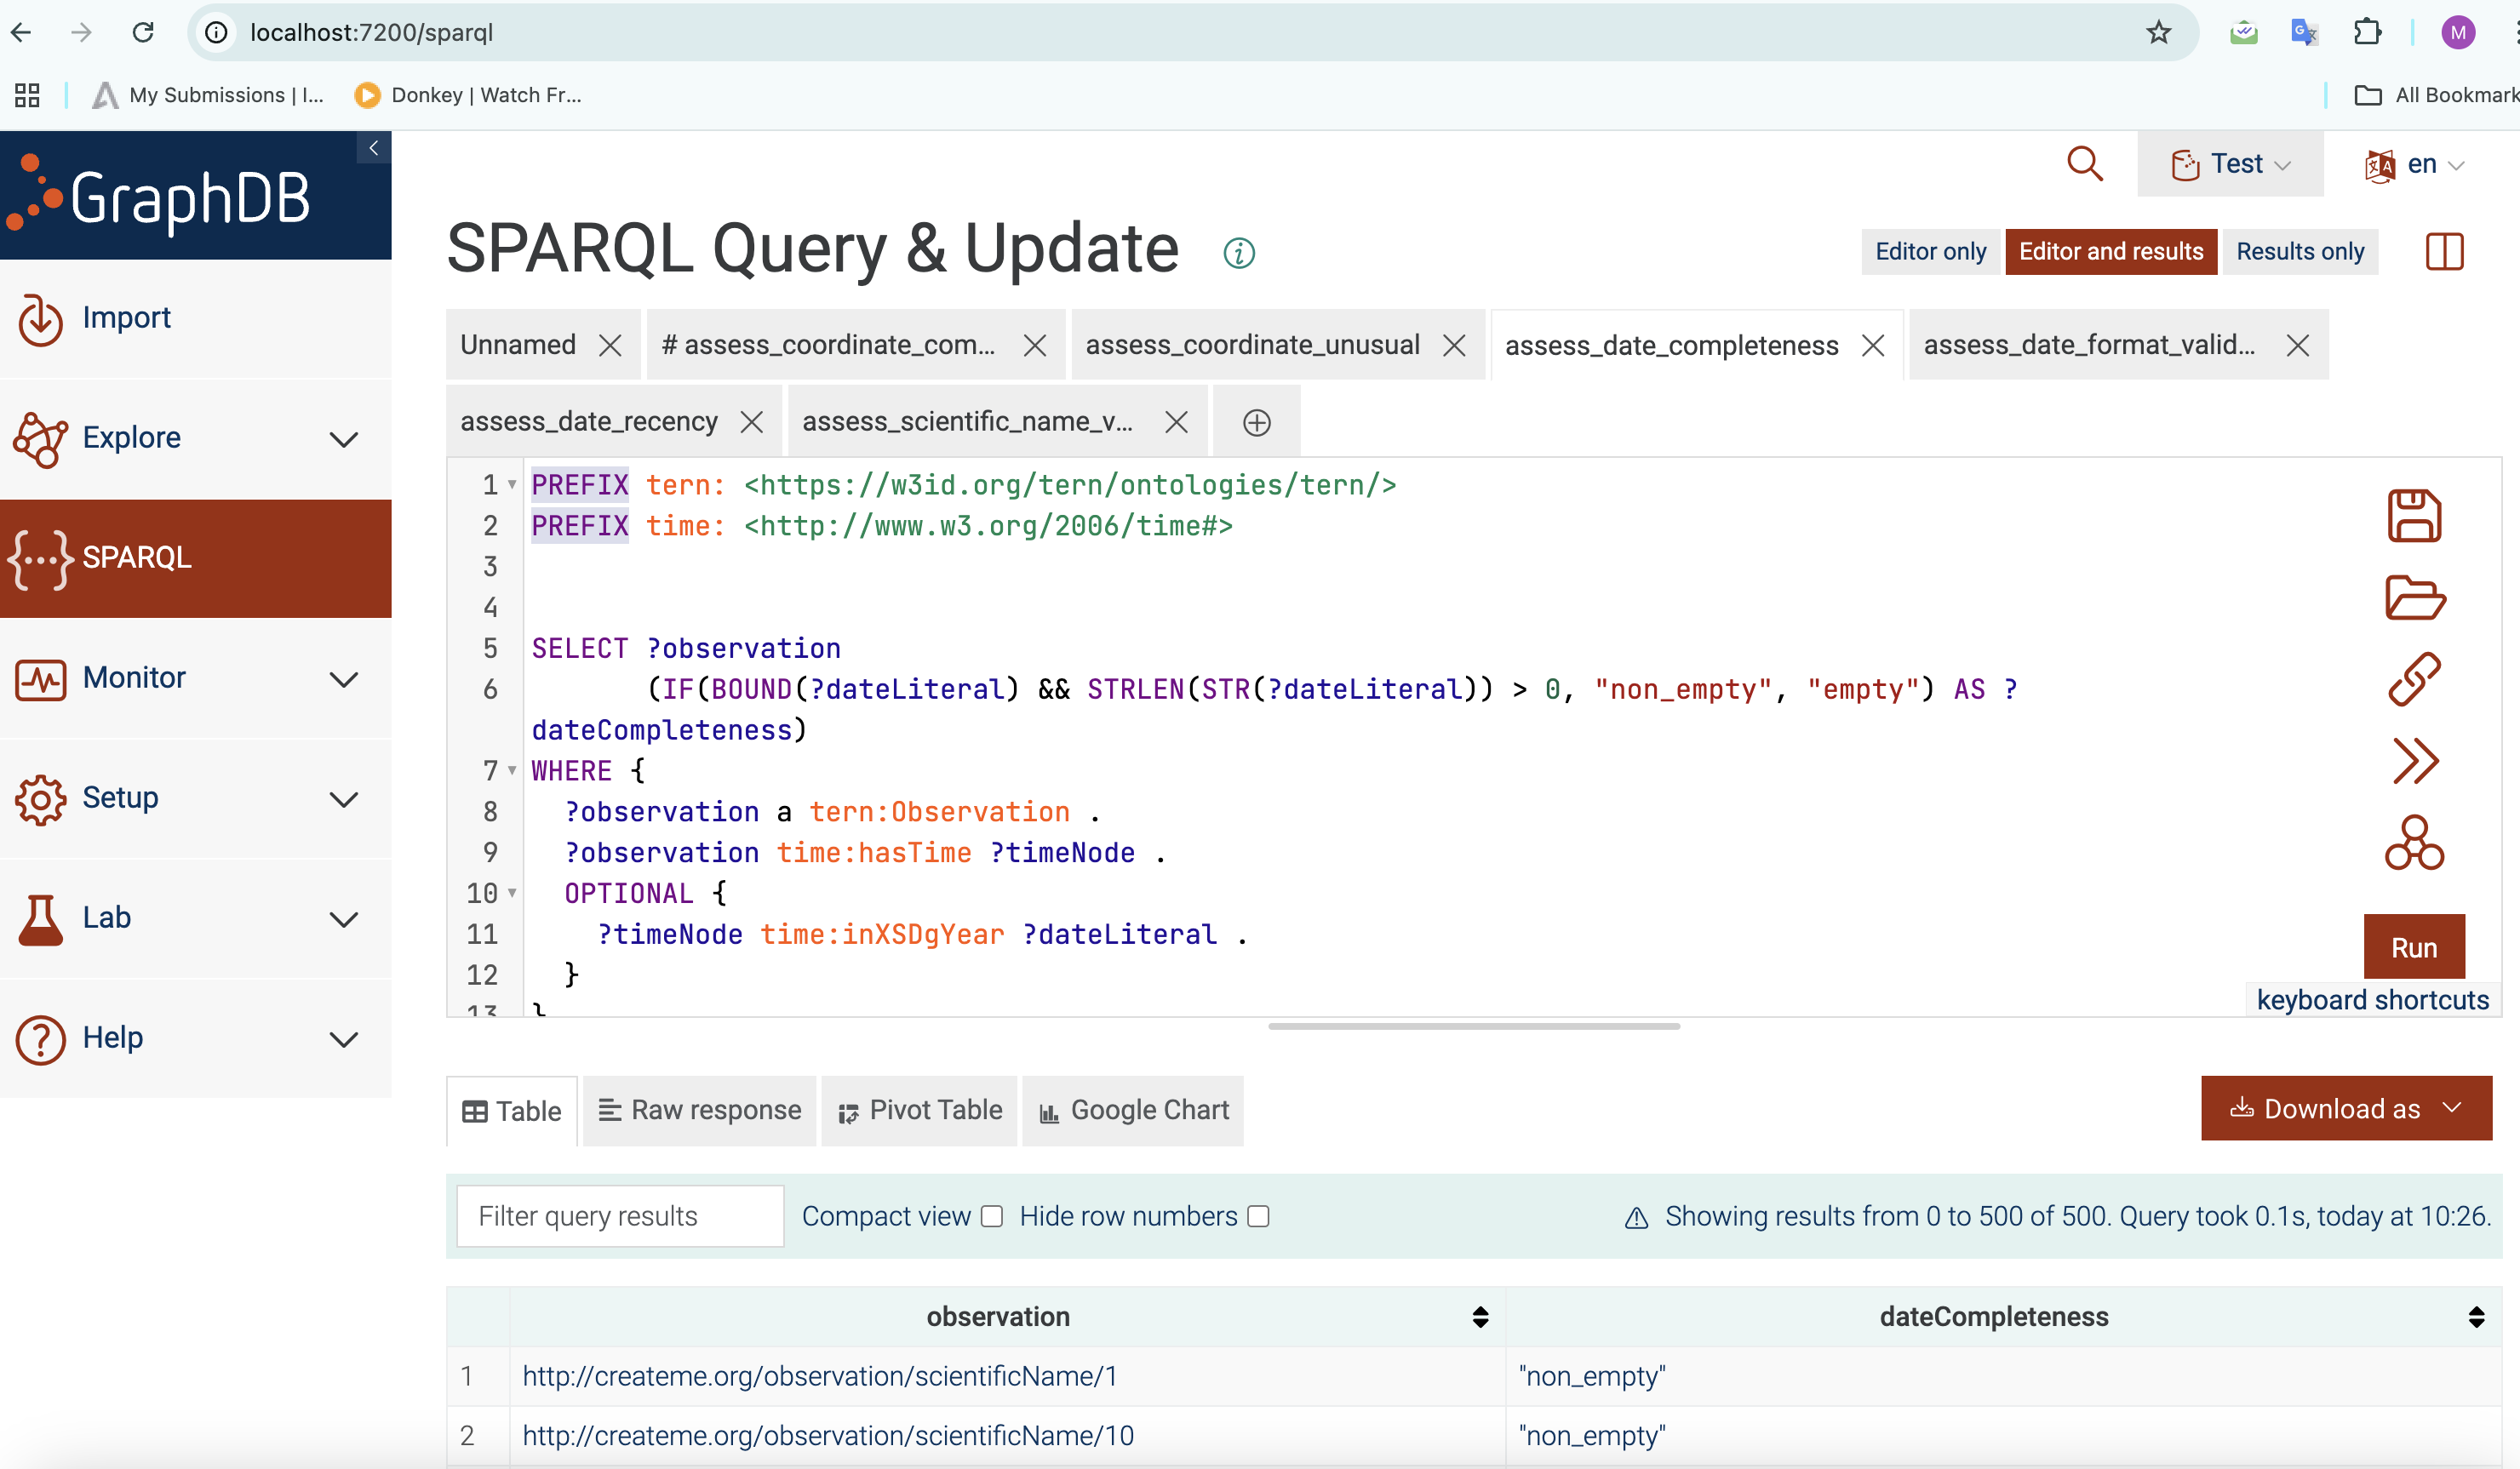 localhost:7200/sparql
M
My Submissions | I...
Donkey | Watch Fr...
All Bookmark
GraphDB
Test
en
SPARQL Query & Update
Editor only
Editor and results
Results only
Import
Explore
SPARQL
Monitor
Setup
Lab
Help
Unnamed
# assess_coordinate_com...
assess_coordinate_unusual
assess_date_completeness
assess_date_format_valid...
assess_date_recency
assess_scientific_name_v...
1 PREFIX tern: <https://w3id.org/tern/ontologies/tern/>
2 PREFIX time: <http://www.w3.org/2006/time#>
3
4
5 SELECT ?observation
6 (IF(BOUND(?dateLiteral) && STRLEN(STR(?dateLiteral)) > 0, "non_empty", "empty") AS ?
dateCompleteness)
7 WHERE {
8 ?observation a tern:Observation .
9 ?observation time:hasTime ?timeNode .
10 OPTIONAL {
11 ?timeNode time:inXSDgYear ?dateLiteral .
12 }
13 }
Run
keyboard shortcuts
Table
Raw response
Pivot Table
Google Chart
Download as
Filter query results
Compact view
Hide row numbers
Showing results from 0 to 500 of 500. Query took 0.1s, today at 10:26.
observation dateCompleteness
1 http://createme.org/observation/scientificName/1 "non_empty"
2 http://createme.org/observation/scientificName/10 "non_empty"